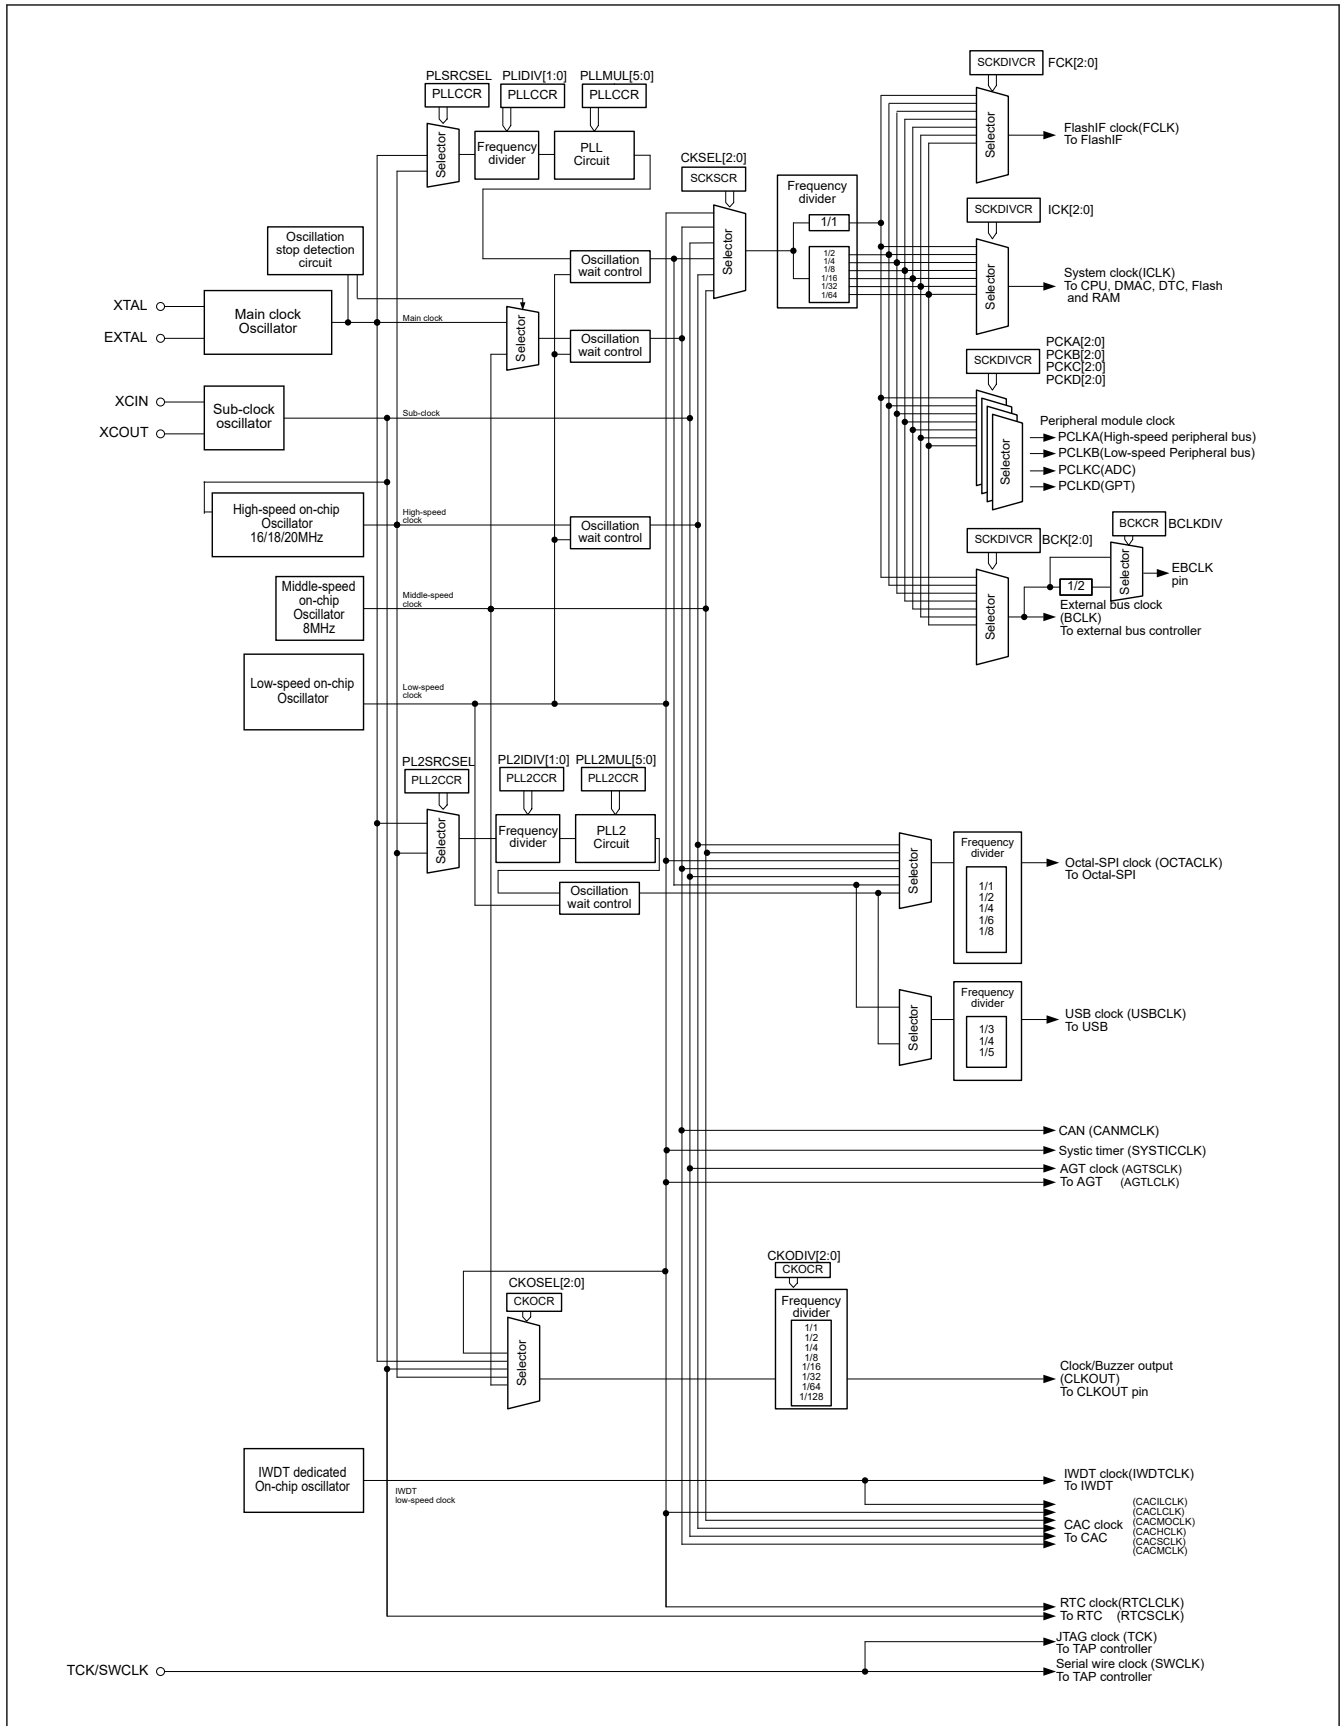 SCKDIVCR
FCK[2:0]
PLSRCSEL
PLIDIV[1:0]
PLLMUL[5:0]
PLLCCR
PLLCCR
PLLCCR
Selector
FlashIF clock(FCLK)
To FlashIF
Selector
Frequency
divider
PLL
Circuit
CKSEL[2:0]
SCKSCR
Frequency
divider
1/1
SCKDIVCR
ICK[2:0]
Oscillation
stop detection
circuit
Oscillation
wait control
Selector
1/2
1/4
1/8
1/16
1/32
1/64
Selector
System clock(ICLK)
To CPU, DMAC, DTC, Flash
and RAM
XTAL
EXTAL
Main clock
Oscillator
Main clock
Selector
Oscillation
wait control
SCKDIVCR
PCKA[2:0]
PCKB[2:0]
PCKC[2:0]
PCKD[2:0]
XCIN
XCOUT
Sub-clock
oscillator
Sub-clock
Selector
Peripheral module clock
PCLKA(High-speed peripheral bus)
PCLKB(Low-speed Peripheral bus)
PCLKC(ADC)
PCLKD(GPT)
High-speed on-chip
Oscillator
16/18/20MHz
High-speed
clock
Oscillation
wait control
SCKDIVCR
BCK[2:0]
BCKCR
BCLKDIV
Selector
EBCLK
pin
1/2
Middle-speed
on-chip
Oscillator
8MHz
Middle-speed
clock
Selector
External bus clock
(BCLK)
To external bus controller
Low-speed on-chip
Oscillator
Low-speed
clock
PL2SRCSEL
PL2IDIV[1:0]
PLL2MUL[5:0]
PLL2CCR
PLL2CCR
PLL2CCR
Selector
Frequency
divider
PLL2
Circuit
Oscillation
wait control
Selector
Frequency
divider
1/1
1/2
1/4
1/6
1/8
Octal-SPI clock (OCTACLK)
To Octal-SPI
Selector
Frequency
divider
1/3
1/4
1/5
USB clock (USBCLK)
To USB
CAN (CANMCLK)
Systic timer (SYSTICCLK)
AGT clock (AGTSCLK)
To AGT (AGTLCLK)
CKODIV[2:0]
CKOCR
CKOSEL[2:0]
CKOCR
Selector
Frequency
divider
1/1
1/2
1/4
1/8
1/16
1/32
1/64
1/128
Clock/Buzzer output
(CLKOUT)
To CLKOUT pin
IWDT dedicated
On-chip oscillator
IWDT
low-speed clock
IWDT clock(IWDTCLK)
To IWDT
CAC clock
To CAC
(CACILCLK)
(CACLCLK)
(CACMOCLK)
(CACHCLK)
(CACSCLK)
(CACMCLK)
RTC clock(RTCLCLK)
To RTC (RTCSCLK)
JTAG clock (TCK)
To TAP controller
TCK/SWCLK
Serial wire clock (SWCLK)
To TAP controller